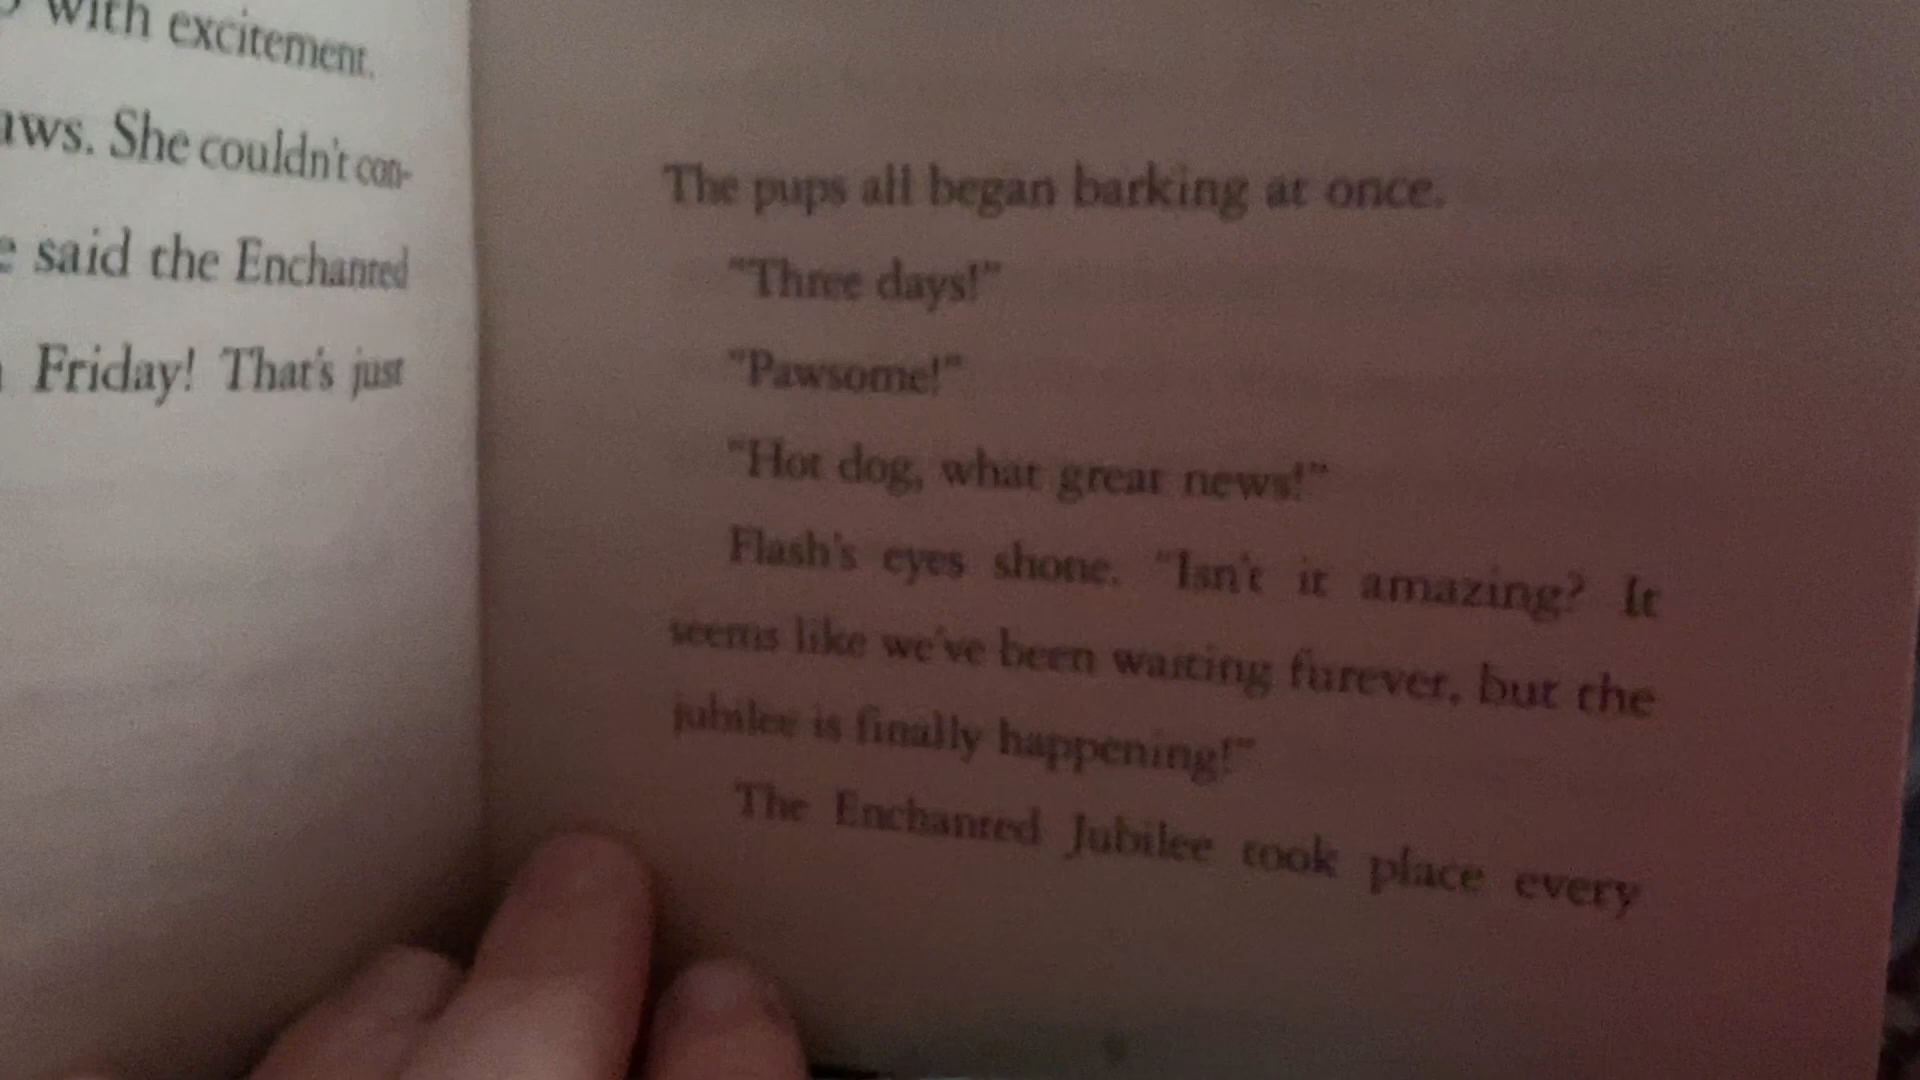 with excitement.
aws. She couldn't con-
e said the Enchanted
Friday! That's just
The pups all began barking at once.
"Three days!"
"Pawsome!"
"Hot dog, what great news!"
Flash's eyes shone. "Isn't it amazing? It
seems like we've been waiting furever, but the
jubilee is finally happening!"
The Enchanted Jubilee took place every